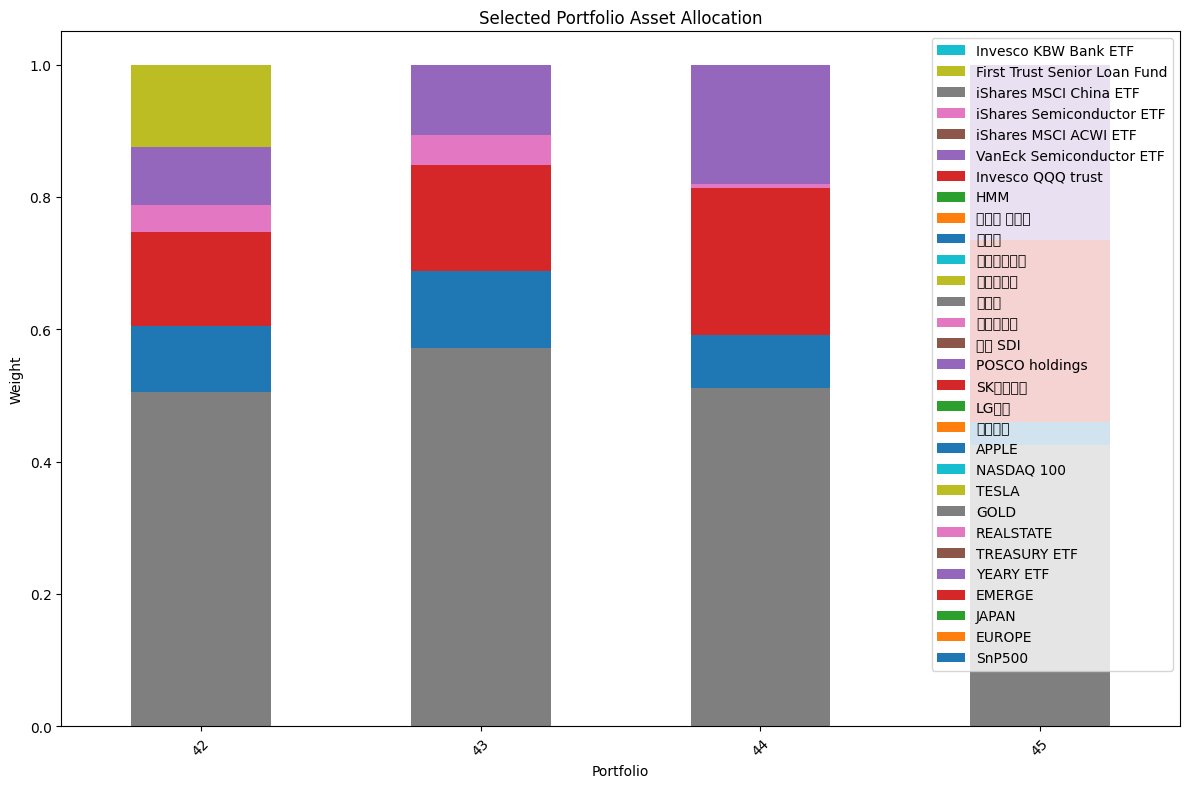 Selected Portfolio Asset Allocation
Weight
1.0
0.8
0.6
0.4
0.2
0.0
Invesco KBW Bank ETF
First Trust Senior Loan Fund
iShares MSCI China ETF
iShares Semiconductor ETF
iShares MSCI ACWI ETF
VanEck Semiconductor ETF
Invesco QQQ trust
HMM
SDI
POSCO holdings
SK
LG
APPLE
NASDAQ 100
TESLA
GOLD
REALSTATE
TREASURY ETF
YEARY ETF
EMERGE
JAPAN
EUROPE
SnP500
42
43
44
45
Portfolio